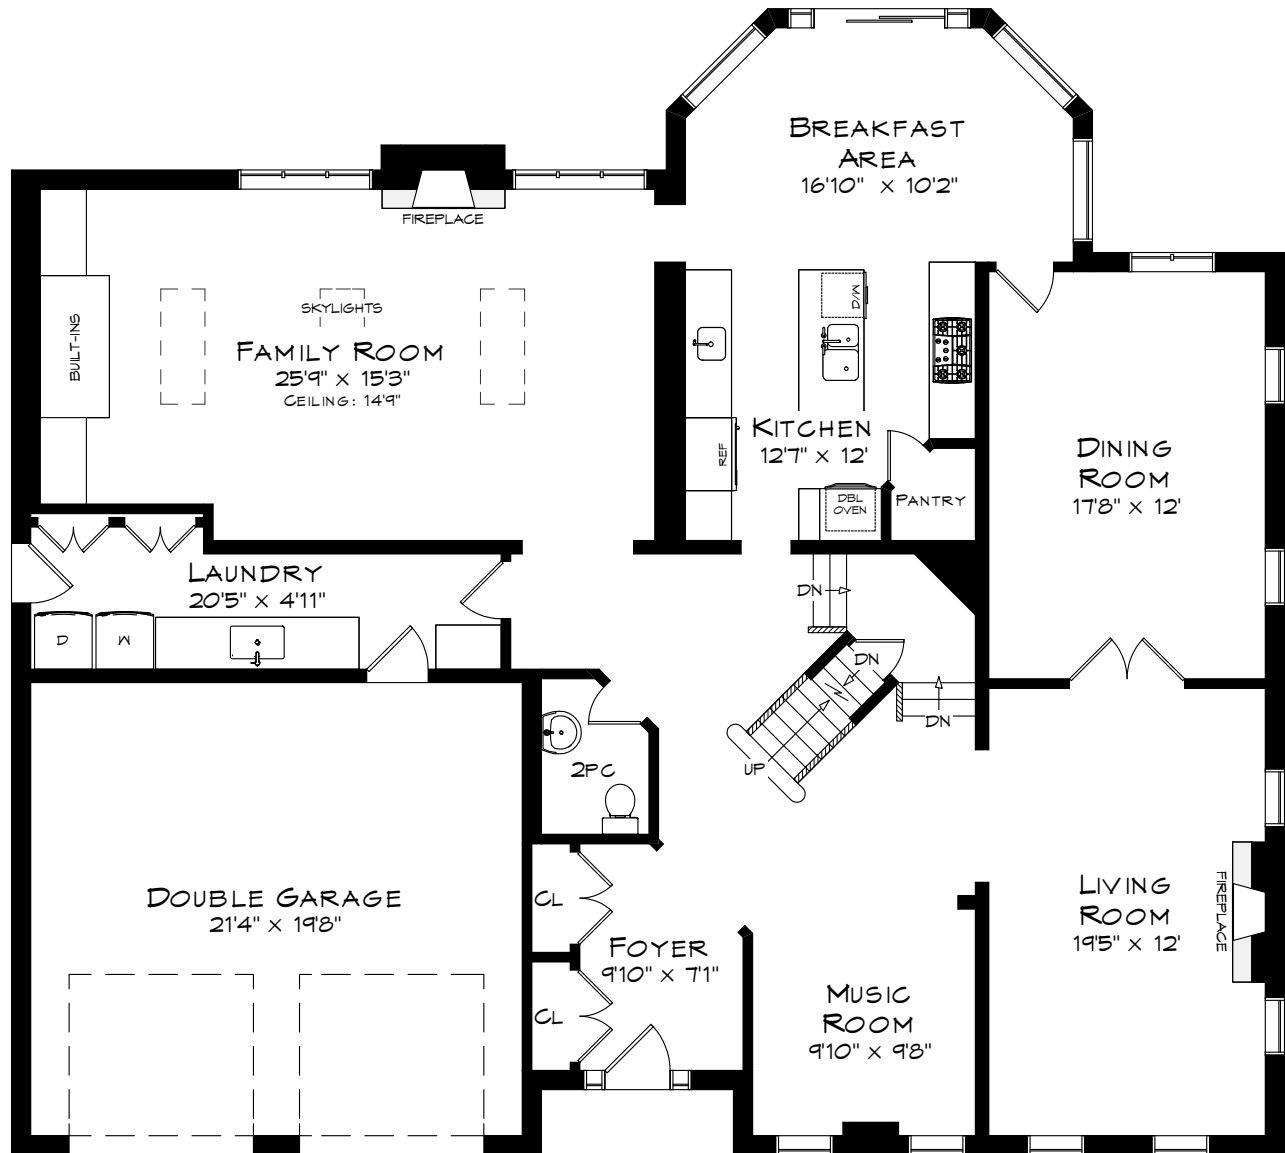 BREAKFAST
AREA
16'10" x 10'2"
FIREPLACE
SKYLIGHTS
BUILT-INS
FAMILY ROOM
25'9" x 15'3"
CEILING: 14'9"
D/W
KITCHEN
12'7" x 12'
REF
DBL
OVEN
PANTRY
DINING
ROOM
17'8" x 12'
LAUNDRY
20'5" x 4'11"
D
W
DN
DN
DN
UP
2PC
DOUBLE GARAGE
21'4" x 19'8"
CL
CL
FOYER
9'10" x 7'1"
MUSIC
ROOM
9'10" x 9'8"
LIVING
ROOM
19'5" x 12'
FIREPLACE